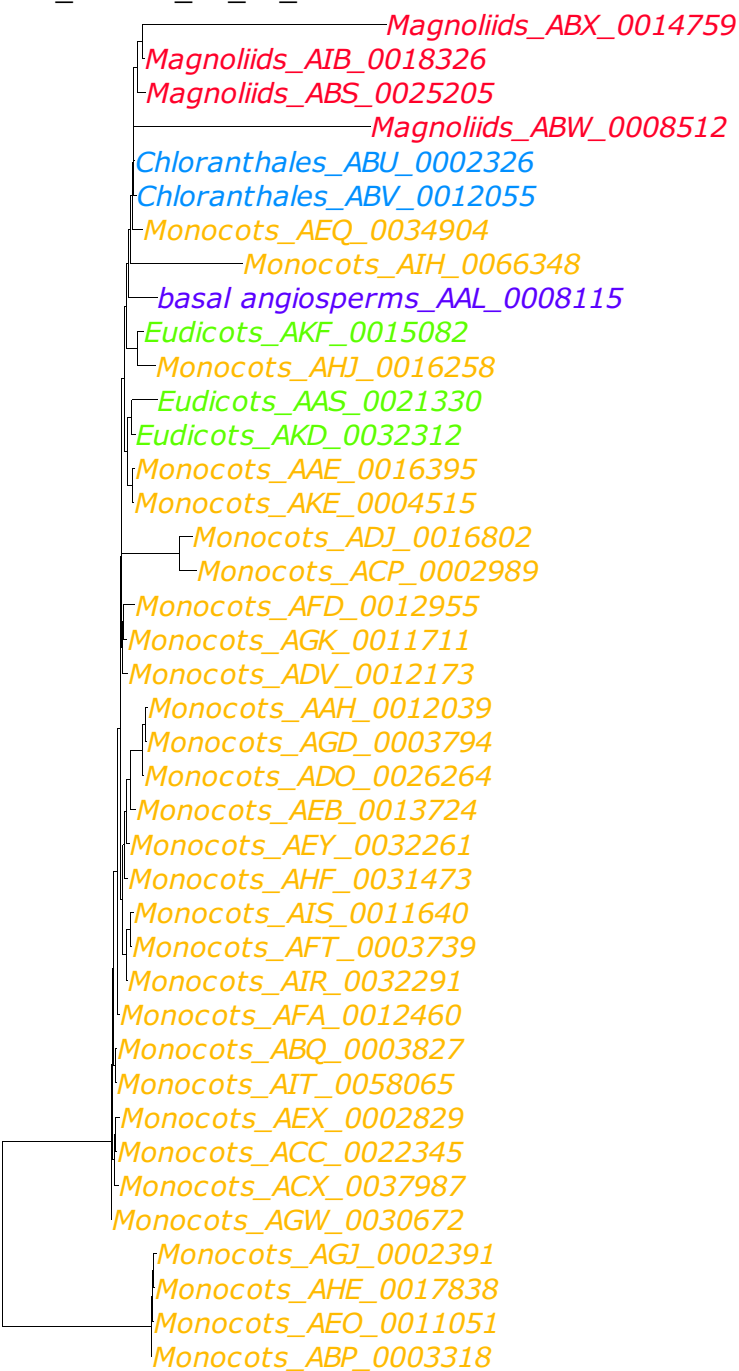 Magnoliids_ABX_0014759
Magnoliids_AIB_0018326
Magnoliids_ABS_0025205
Magnoliids_ABW_0008512
Chloranthales_ABU_0002326
Chloranthales_ABV_0012055
Monocots_AEQ_0034904
Monocots_AIH_0066348
basal angiosperms_AAL_0008115
Eudicots_AKF_0015082
Monocots_AHJ_0016258
Eudicots_AAS_0021330
Eudicots_AKD_0032312
Monocots_AAE_0016395
Monocots_AKE_0004515
Monocots_ADJ_0016802
Monocots_ACP_0002989
Monocots_AFD_0012955
Monocots_AGK_0011711
Monocots_ADV_0012173
Monocots_AAH_0012039
Monocots_AGD_0003794
Monocots_ADO_0026264
Monocots_AEB_0013724
Monocots_AEY_0032261
Monocots_AHF_0031473
Monocots_AIS_0011640
Monocots_AFT_0003739
Monocots_AIR_0032291
Monocots_AFA_0012460
Monocots_ABQ_0003827
Monocots_AIT_0058065
Monocots_AEX_0002829
Monocots_ACC_0022345
Monocots_ACX_0037987
Monocots_AGW_0030672
Monocots_AGJ_0002391
Monocots_AHE_0017838
Monocots_AEO_0011051
Monocots_ABP_0003318